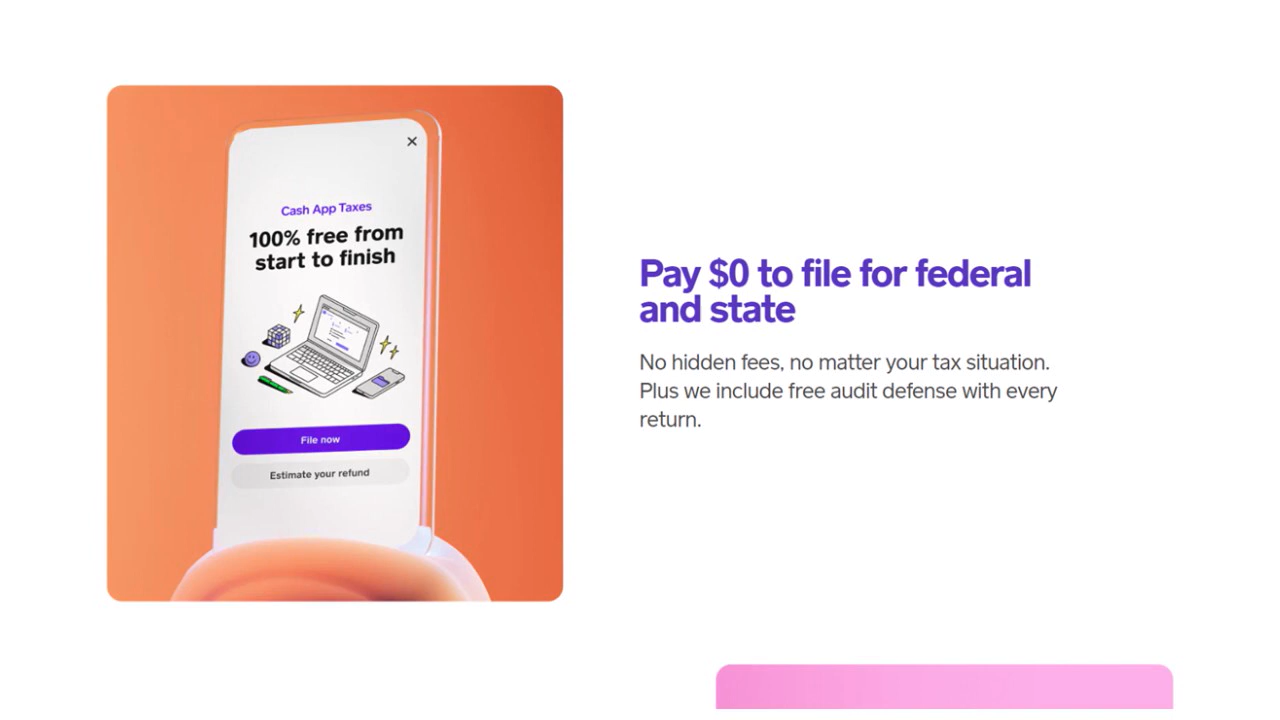 Cash App Taxes
100% free from
start to finish
File now
Estimate your refund
Pay $0 to file for federal
and state
No hidden fees, no matter your tax situation.
Plus we include free audit defense with every
return.